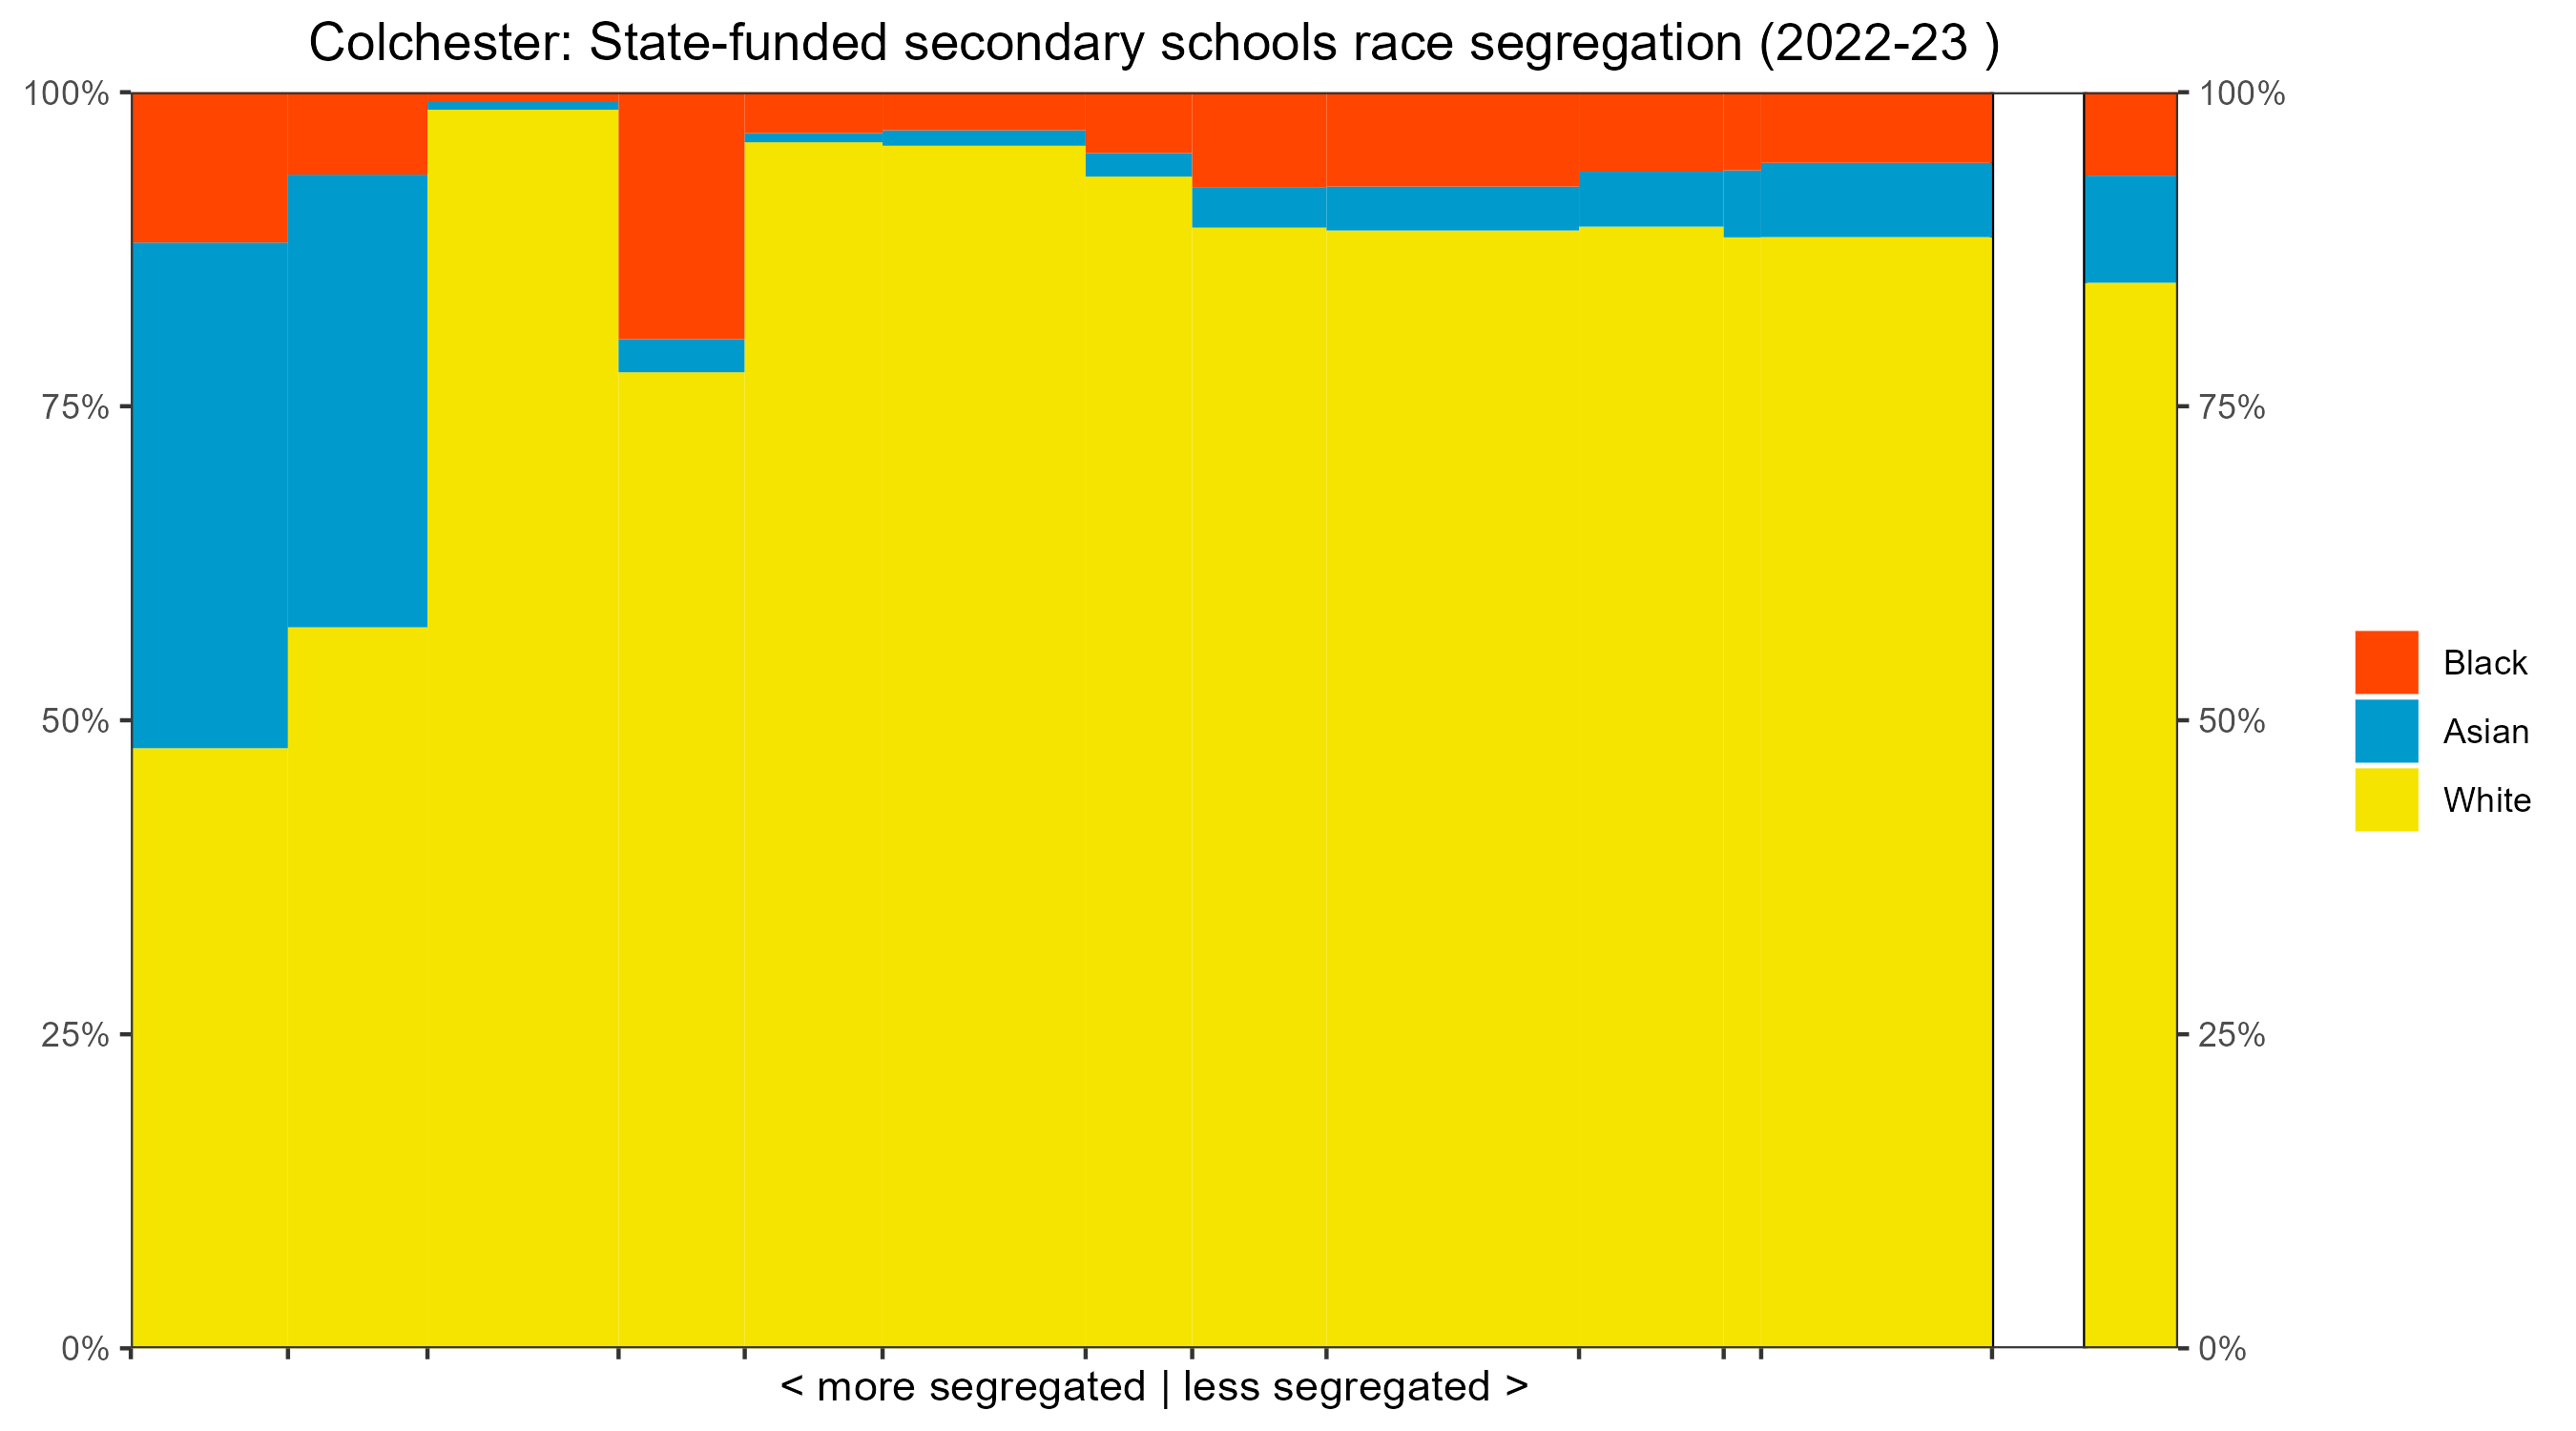 Colchester: State-funded secondary schools race segregation (2022-23 )
100%
100%
75%
75%
50%
50%
25%
25%
0%
0%
Black
Asian
White
< more segregated | less segregated >